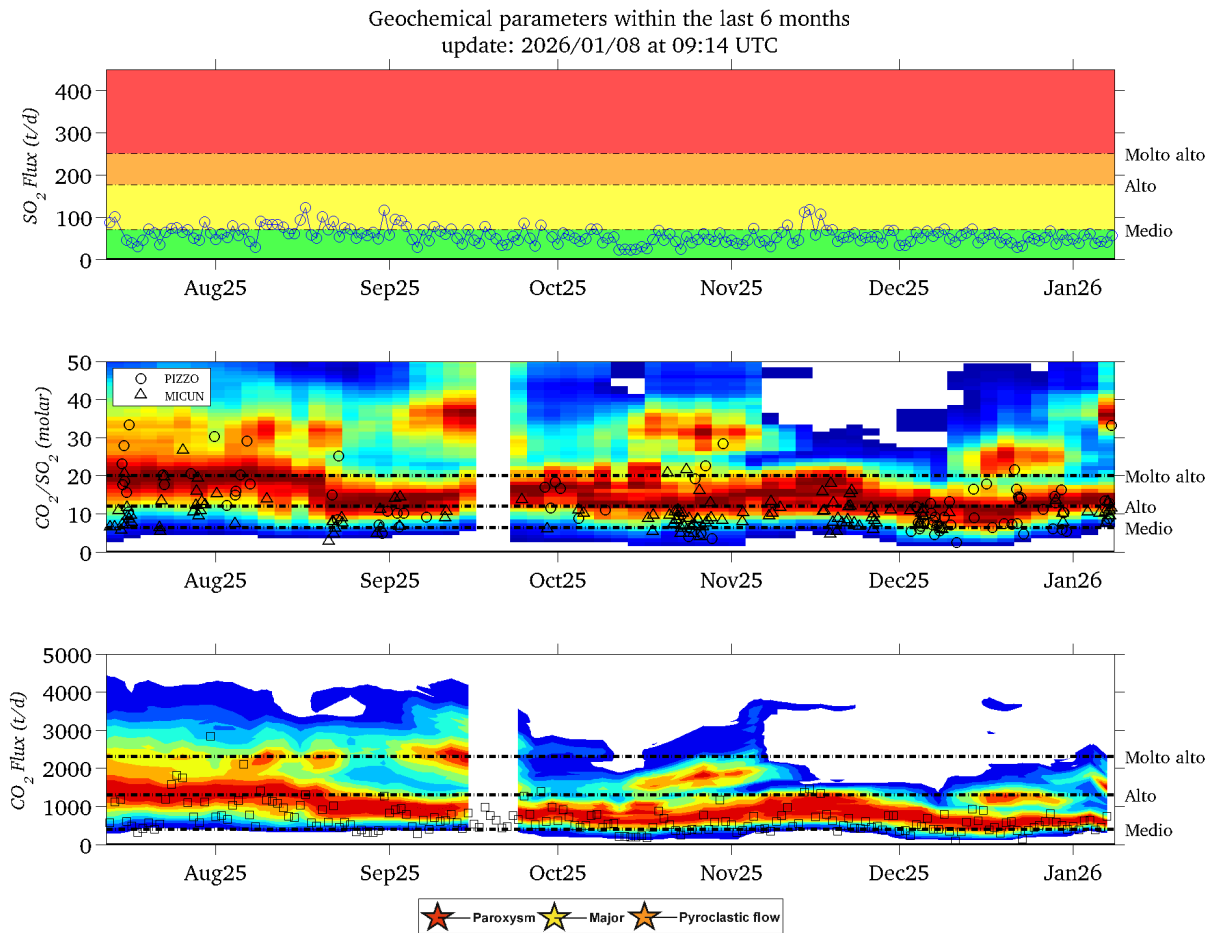 Geochemical parameters within the last 6 months
update: 2026/01/08 at 09:14 UTC
SO2 Flux (t/d)
400
300
200
100
0
Molto alto
Alto
Medio
Aug25 Sep25 Oct25 Nov25 Dec25 Jan26
CO2/SO2 (molar)
50
40
30
20
10
0
PIZZO
MICUN
Molto alto
Alto
Medio
Aug25 Sep25 Oct25 Nov25 Dec25 Jan26
CO2 Flux (t/d)
5000
4000
3000
2000
1000
0
Molto alto
Alto
Medio
Aug25 Sep25 Oct25 Nov25 Dec25 Jan26
Paroxysm Major Pyroclastic flow